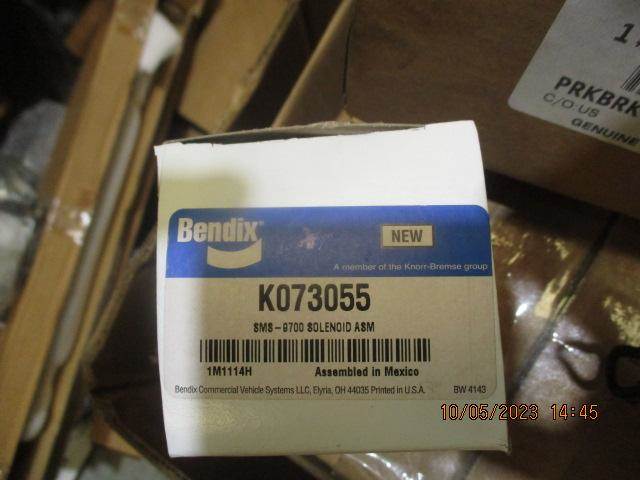 1
PRKBRK
C/O:US
GENUINE
Bendix
NEW
A member of the Knorr-Bremse group
K073055
SMS-9700 SOLENOID ASM
1M1114H Assembled in Mexico
Bendix Commercial Vehicle Systems LLC, Elyria, OH 44035 Printed in U.S.A. BW 4143
10/05/2023 14:45